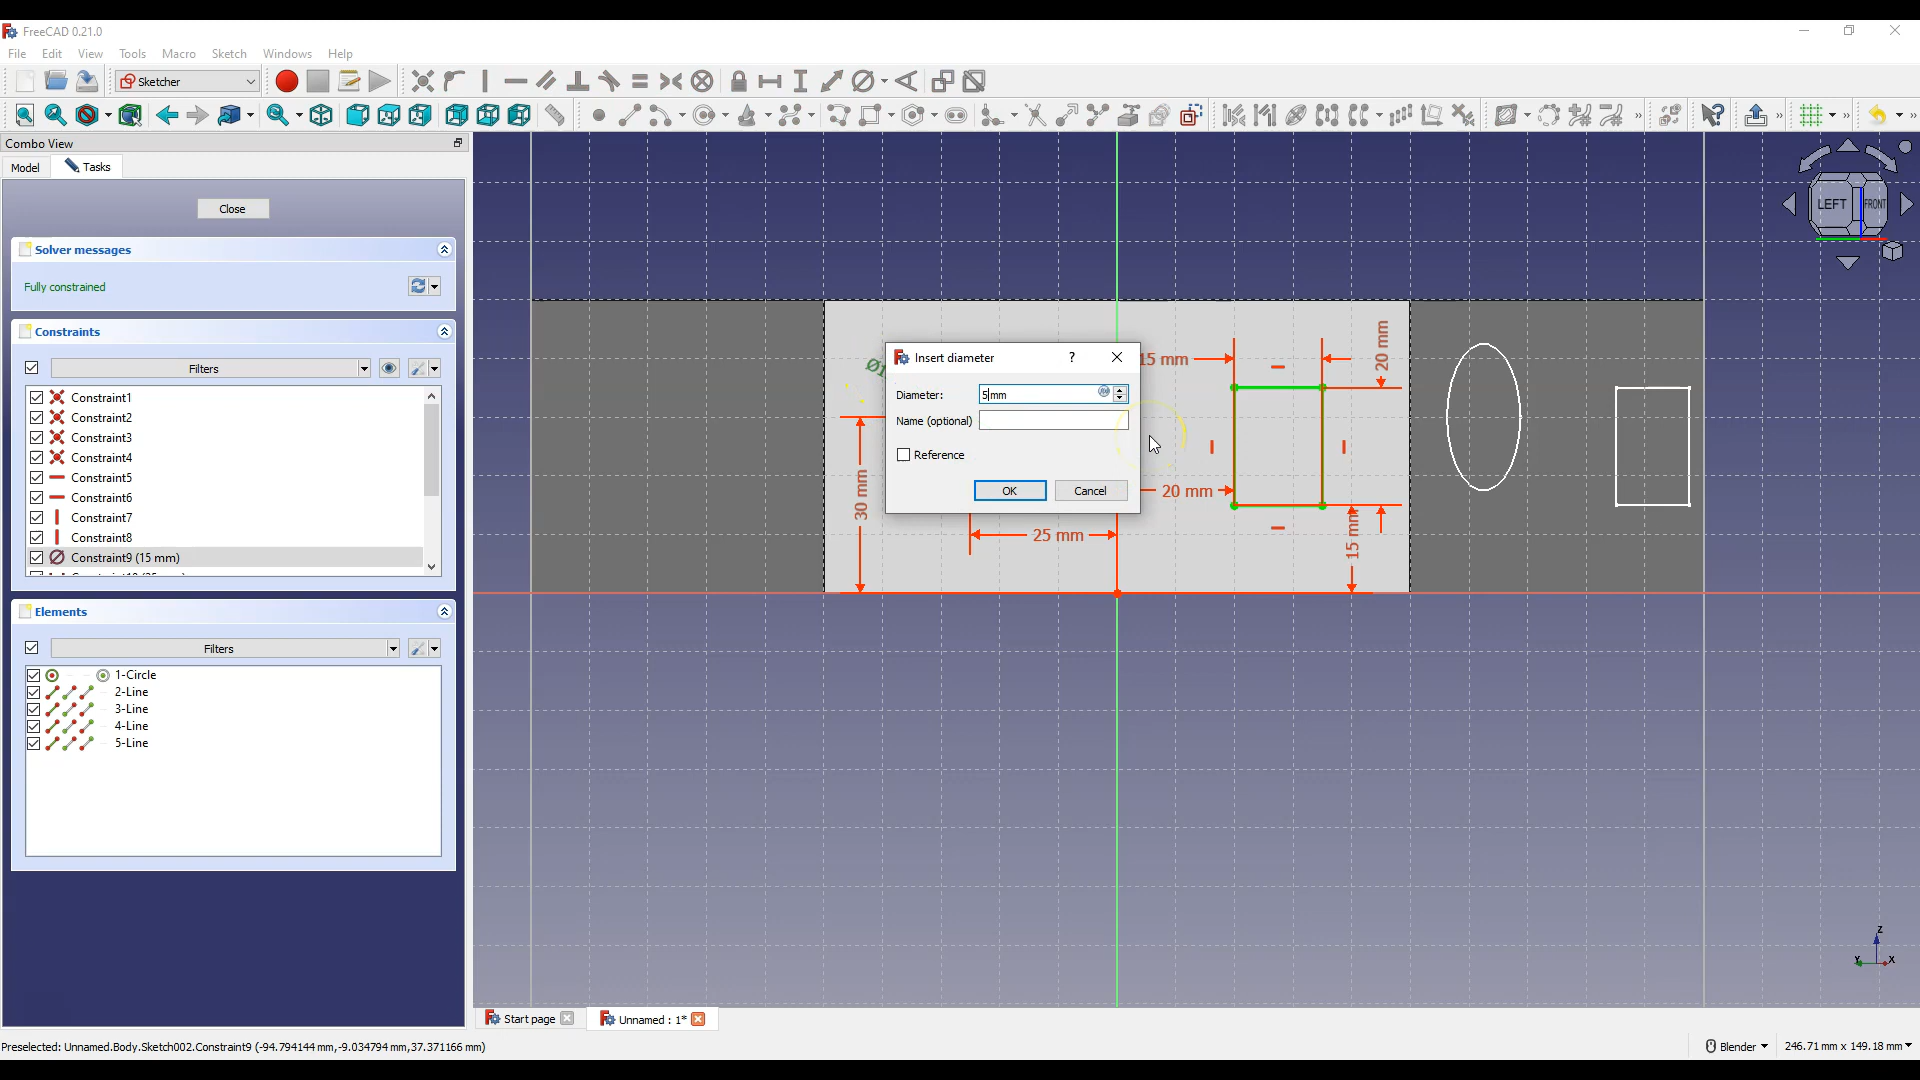 FreeCAD 0.21.0
File Edit View Tools Macro Sketch Windows Help
Sketcher
Combo View
Model Tasks
Close
Solver messages
Fully constrained
Constraints
Filters
Constraint1
Constraint2
Constraint3
Constraint4
Constraint5
Constraint6
Constraint7
Constraint8
Constraint9 (15 mm)
Elements
Filters
1-Circle
2-Line
3-Line
4-Line
5-Line
LEFT FRONT
Insert diameter
?
Diameter: 5 mm
Name (optional)
Reference
OK Cancel
15 mm
20 mm
30 mm
20 mm
25 mm
15 mm
Z
Y X
Start page Unnamed : 1*
Preselected: Unnamed.Body.Sketch002.Constraint9 (-94.794144 mm,-9.034794 mm,37.371166 mm)
Blender 246.71 mm x 149.18 mm